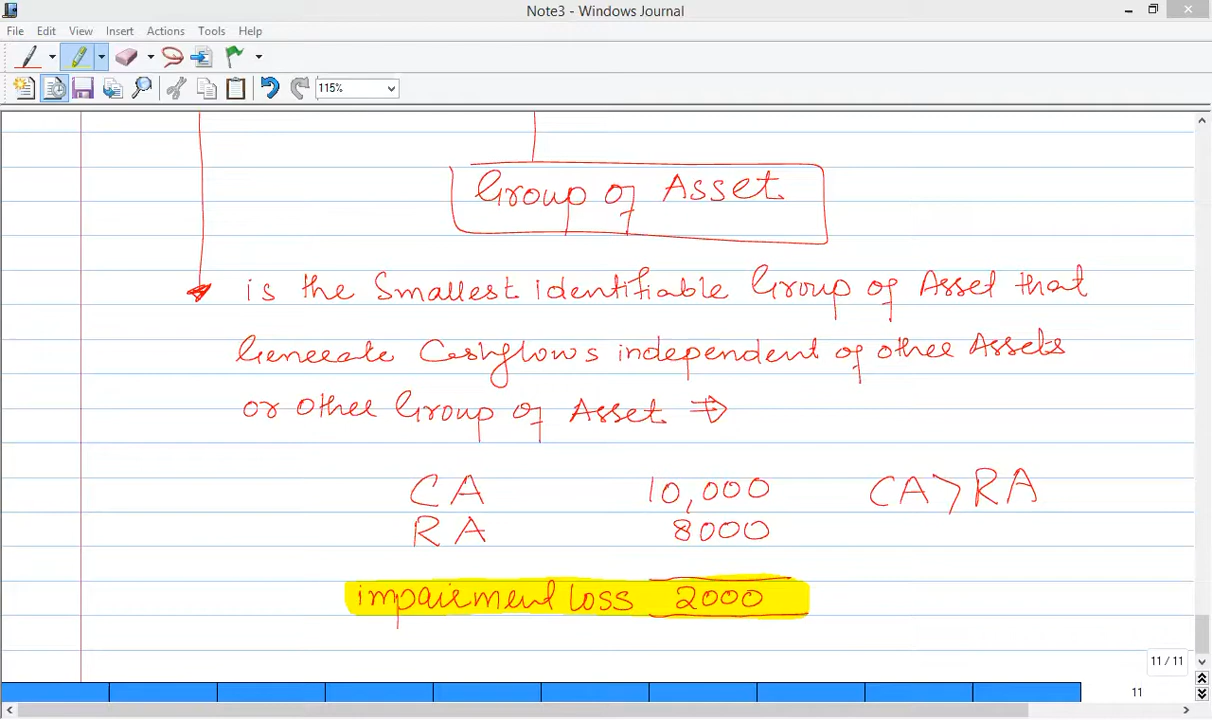 Note3 - Windows Journal
File Edit View Insert Actions Tools Help
115%
Group of Asset
is the Smallest identifiable Group of Asset that
Generate Cashflows independent of other Assets
or other Group of Asset ⇒
CA 10,000 CA > RA
RA 8000
impairment loss 2000
11 / 11
11